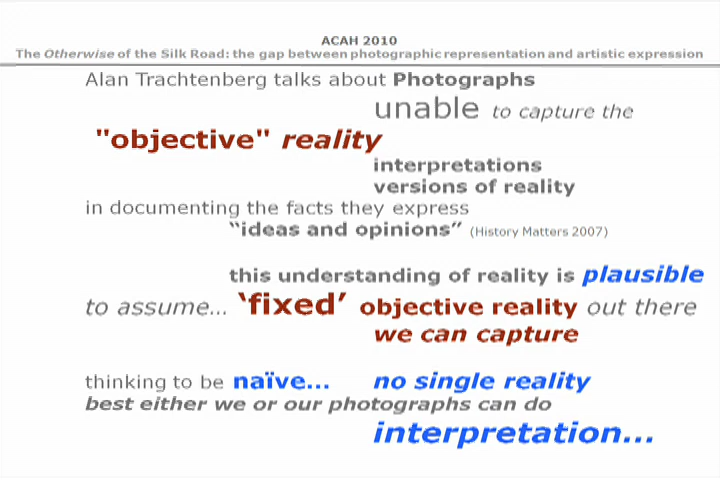 ACAH 2010
The Otherwise of the Silk Road: the gap between photographic representation and artistic expression
Alan Trachtenberg talks about Photographs
unable to capture the
"objective" reality
interpretations
versions of reality
in documenting the facts they express
“ideas and opinions” (History Matters 2007)
this understanding of reality is plausible
to assume... ‘fixed’ objective reality out there
we can capture
thinking to be naïve... no single reality
best either we or our photographs can do
interpretation...